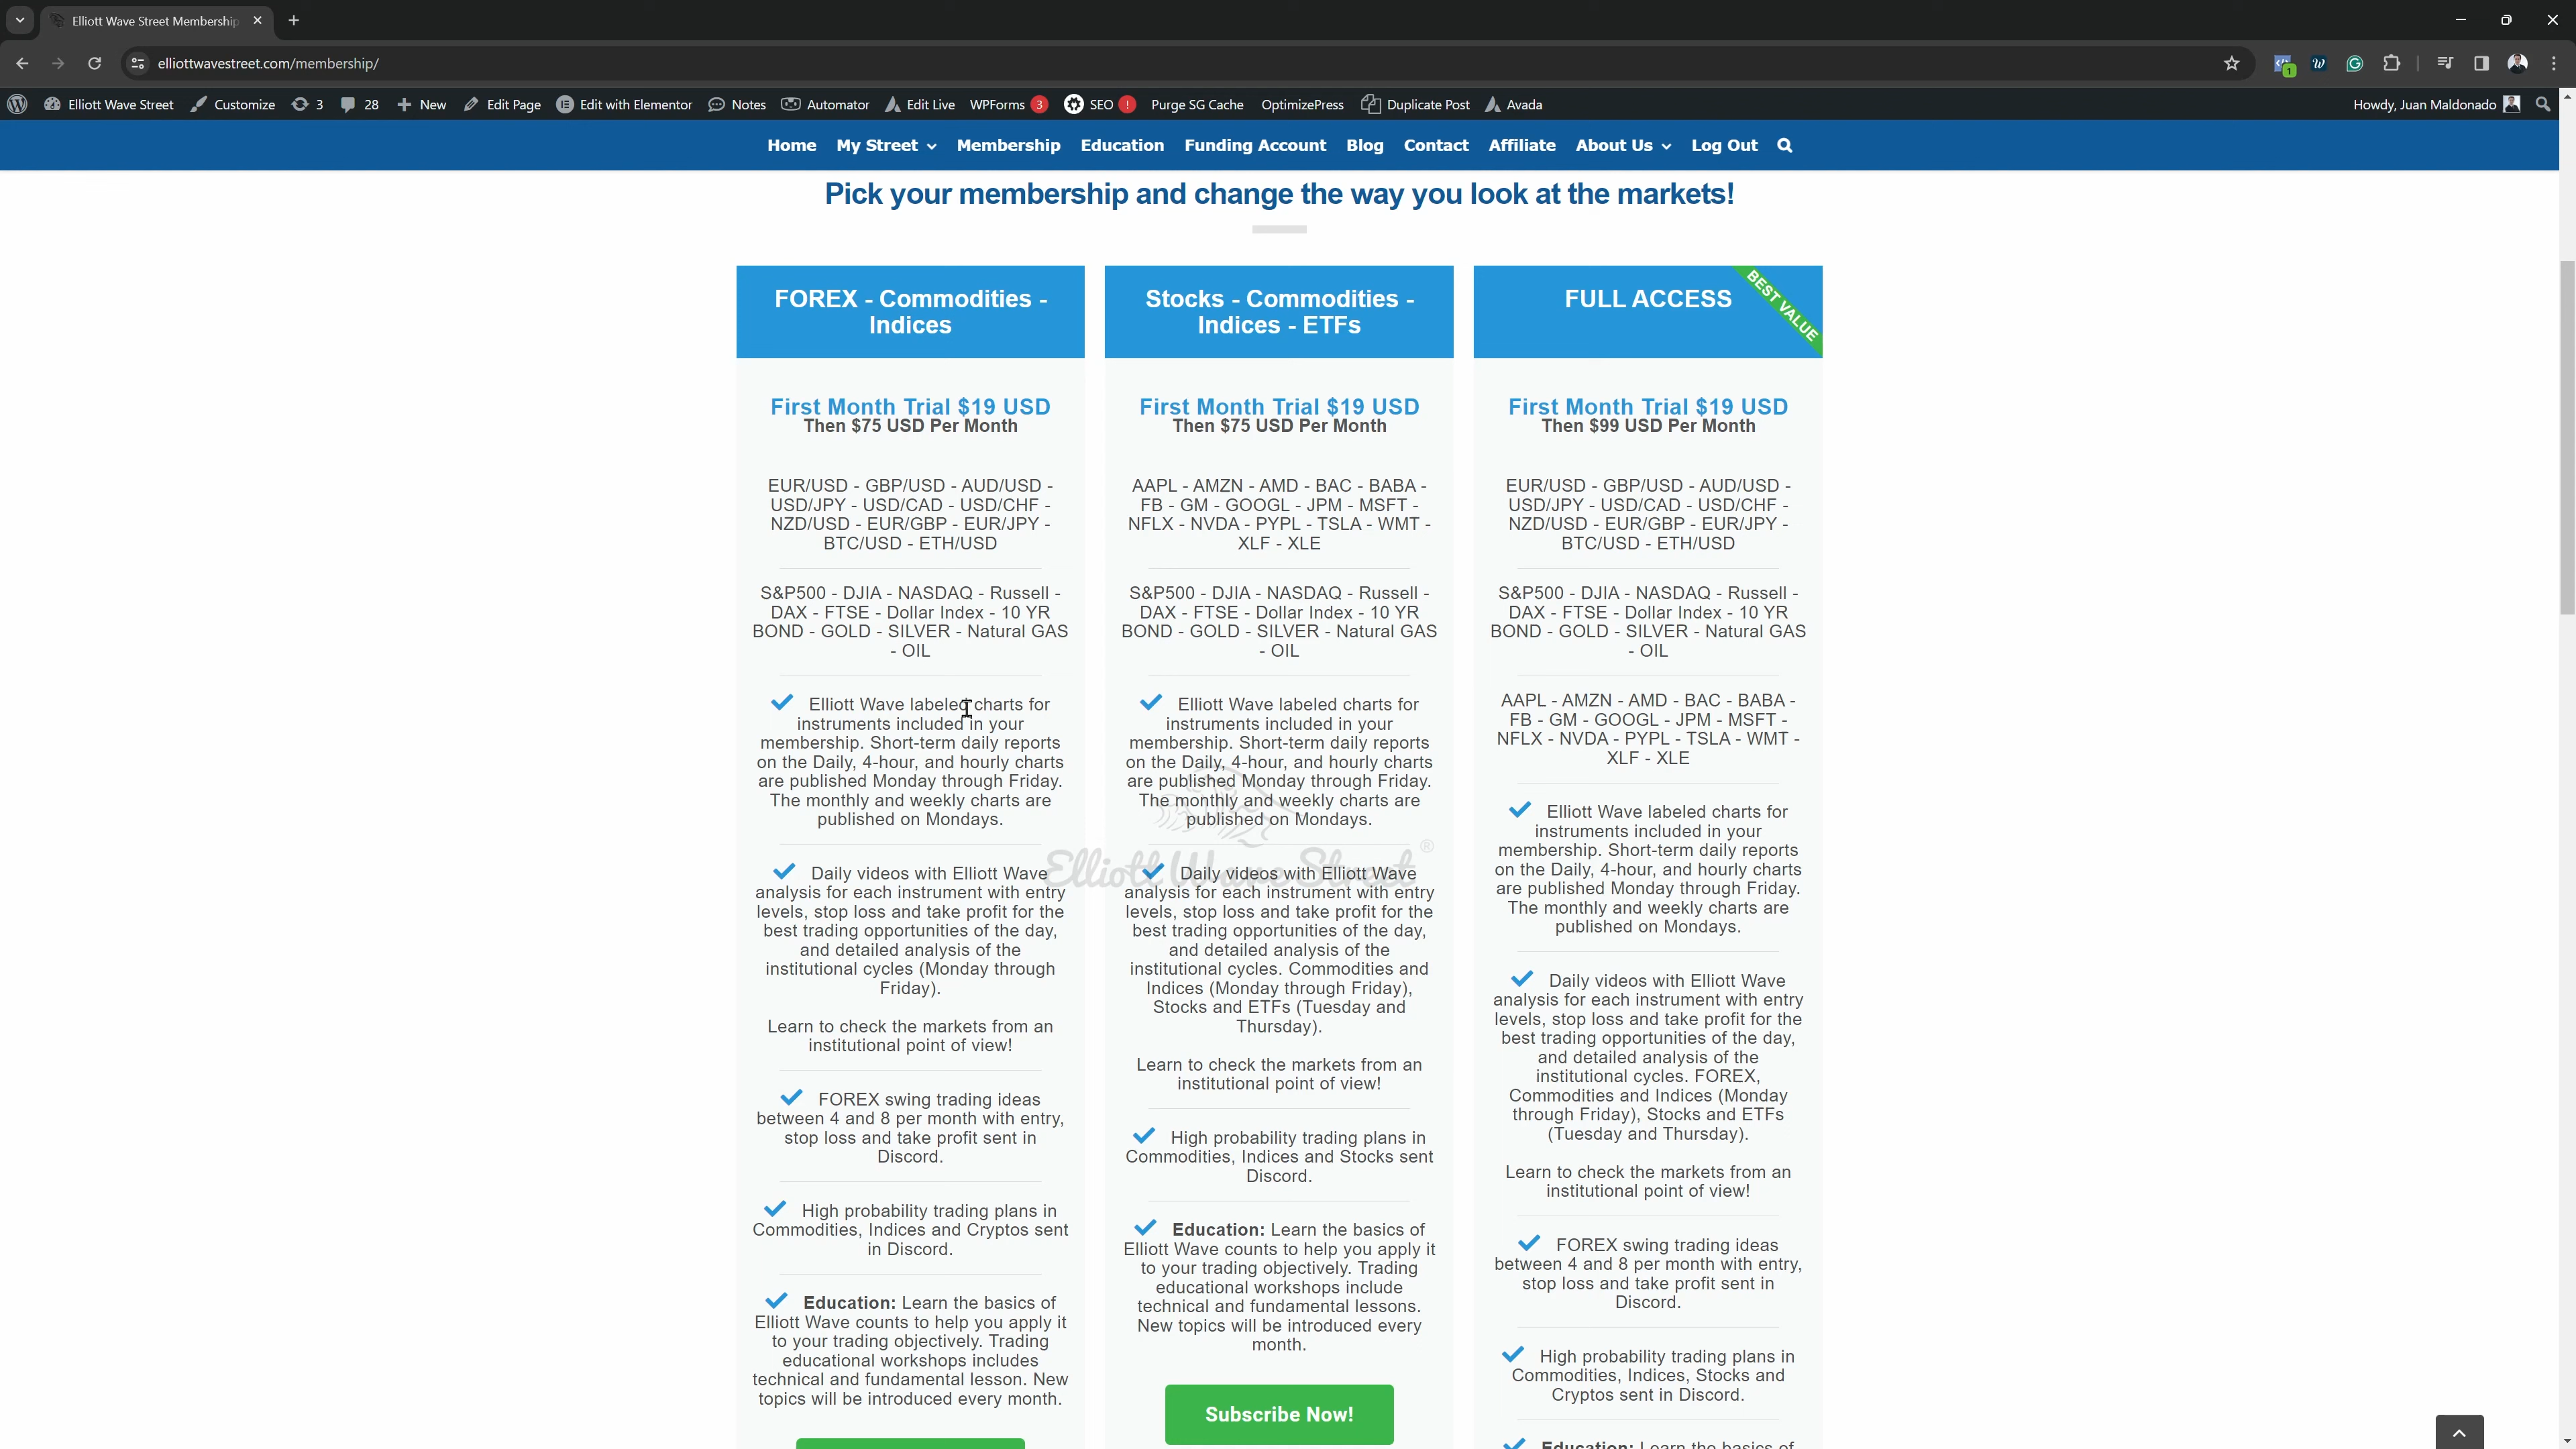 Elliott Wave Street Membership
elliottwavestreet.com/membership/
1
Elliott Wave Street
Customize
3
28
New
Edit Page
Edit with Elementor
Notes
Automator
Edit Live
WPForms 3
SEO !
Purge SG Cache
OptimizePress
Duplicate Post
Avada
Howdy, Juan Maldonado
Home
My Street
Membership
Education
Funding Account
Blog
Contact
Affiliate
About Us
Log Out
Pick your membership and change the way you look at the markets!
FOREX - Commodities -
Indices
First Month Trial $19 USD
Then $75 USD Per Month
EUR/USD - GBP/USD - AUD/USD -
USD/JPY - USD/CAD - USD/CHF -
NZD/USD - EUR/GBP - EUR/JPY -
BTC/USD - ETH/USD
S&P500 - DJIA - NASDAQ - Russell -
DAX - FTSE - Dollar Index - 10 YR
BOND - GOLD - SILVER - Natural GAS
- OIL
Elliott Wave labeled charts for
instruments included in your
membership. Short-term daily reports
on the Daily, 4-hour, and hourly charts
are published Monday through Friday.
The monthly and weekly charts are
published on Mondays.
Daily videos with Elliott Wave
analysis for each instrument with entry
levels, stop loss and take profit for the
best trading opportunities of the day,
and detailed analysis of the
institutional cycles (Monday through
Friday).
Learn to check the markets from an
institutional point of view!
FOREX swing trading ideas
between 4 and 8 per month with entry,
stop loss and take profit sent in
Discord.
High probability trading plans in
Commodities, Indices and Cryptos sent
in Discord.
Education: Learn the basics of
Elliott Wave counts to help you apply it
to your trading objectively. Trading
educational workshops includes
technical and fundamental lesson. New
topics will be introduced every month.
Stocks - Commodities -
Indices - ETFs
First Month Trial $19 USD
Then $75 USD Per Month
AAPL - AMZN - AMD - BAC - BABA -
FB - GM - GOOGL - JPM - MSFT -
NFLX - NVDA - PYPL - TSLA - WMT -
XLF - XLE
S&P500 - DJIA - NASDAQ - Russell -
DAX - FTSE - Dollar Index - 10 YR
BOND - GOLD - SILVER - Natural GAS
- OIL
Elliott Wave labeled charts for
instruments included in your
membership. Short-term daily reports
on the Daily, 4-hour, and hourly charts
are published Monday through Friday.
The monthly and weekly charts are
published on Mondays.
Elliott Wave Street ®
Daily videos with Elliott Wave
analysis for each instrument with entry
levels, stop loss and take profit for the
best trading opportunities of the day,
and detailed analysis of the
institutional cycles. Commodities and
Indices (Monday through Friday),
Stocks and ETFs (Tuesday and
Thursday).
Learn to check the markets from an
institutional point of view!
High probability trading plans in
Commodities, Indices and Stocks sent
Discord.
Education: Learn the basics of
Elliott Wave counts to help you apply it
to your trading objectively. Trading
educational workshops include
technical and fundamental lessons.
New topics will be introduced every
month.
Subscribe Now!
FULL ACCESS
BEST VALUE
First Month Trial $19 USD
Then $99 USD Per Month
EUR/USD - GBP/USD - AUD/USD -
USD/JPY - USD/CAD - USD/CHF -
NZD/USD - EUR/GBP - EUR/JPY -
BTC/USD - ETH/USD
S&P500 - DJIA - NASDAQ - Russell -
DAX - FTSE - Dollar Index - 10 YR
BOND - GOLD - SILVER - Natural GAS
- OIL
AAPL - AMZN - AMD - BAC - BABA -
FB - GM - GOOGL - JPM - MSFT -
NFLX - NVDA - PYPL - TSLA - WMT -
XLF - XLE
Elliott Wave labeled charts for
instruments included in your
membership. Short-term daily reports
on the Daily, 4-hour, and hourly charts
are published Monday through Friday.
The monthly and weekly charts are
published on Mondays.
Daily videos with Elliott Wave
analysis for each instrument with entry
levels, stop loss and take profit for the
best trading opportunities of the day,
and detailed analysis of the
institutional cycles. FOREX,
Commodities and Indices (Monday
through Friday), Stocks and ETFs
(Tuesday and Thursday).
Learn to check the markets from an
institutional point of view!
FOREX swing trading ideas
between 4 and 8 per month with entry,
stop loss and take profit sent in
Discord.
High probability trading plans in
Commodities, Indices, Stocks and
Cryptos sent in Discord.
Education: Learn the basics of